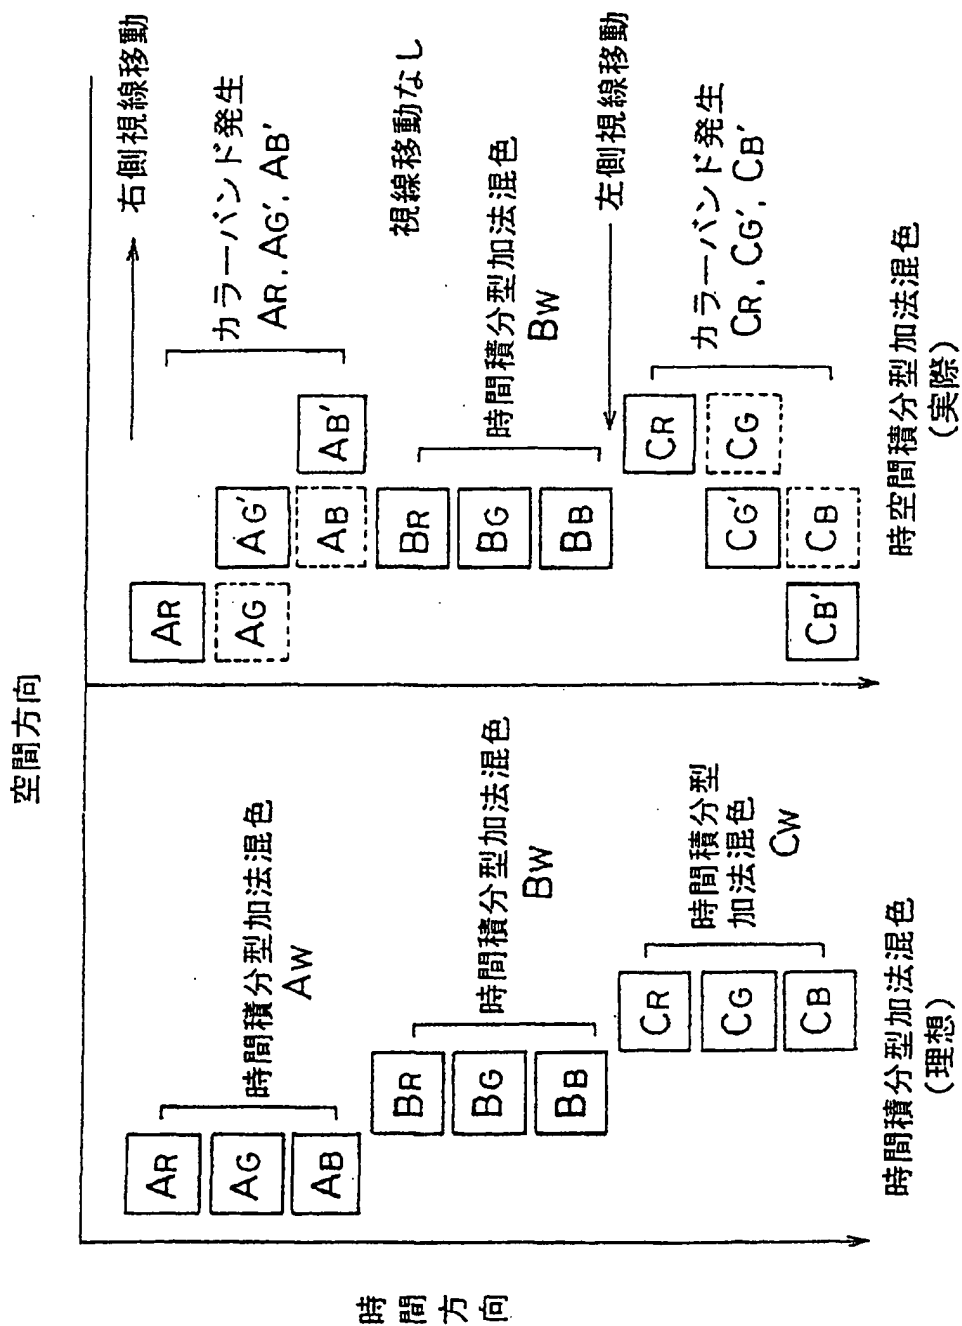 空間方向
時間方向
AR
AG
AB
時間積分型加法混色
AW
BR
BG
BB
時間積分型加法混色
BW
CR
CG
CB
時間積分型
加法混色
CW
時間積分型加法混色
(理想)
右側視線移動
AR
AG
AG'
AB
AB'
カラーバンド発生
AR, AG', AB'
視線移動なし
BR
BG
BB
時間積分型加法混色
BW
左側視線移動
CR
CG'
CG
CB'
CB
カラーバンド発生
CR, CG', CB'
時空間積分型加法混色
(実際)